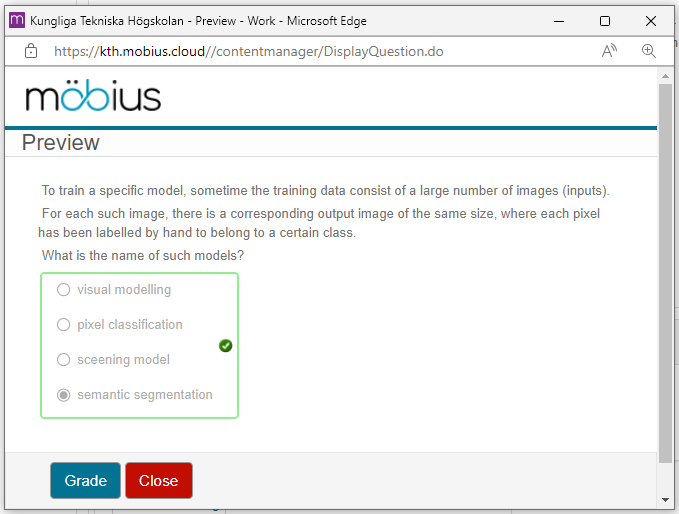 Kungliga Tekniska Högskolan - Preview - Work - Microsoft Edge
https://kth.mobius.cloud//contentmanager/DisplayQuestion.do
möbius
Preview
To train a specific model, sometime the training data consist of a large number of images (inputs).
For each such image, there is a corresponding output image of the same size, where each pixel
has been labelled by hand to belong to a certain class.
What is the name of such models?
visual modelling
pixel classification
sceening model
semantic segmentation
Grade Close